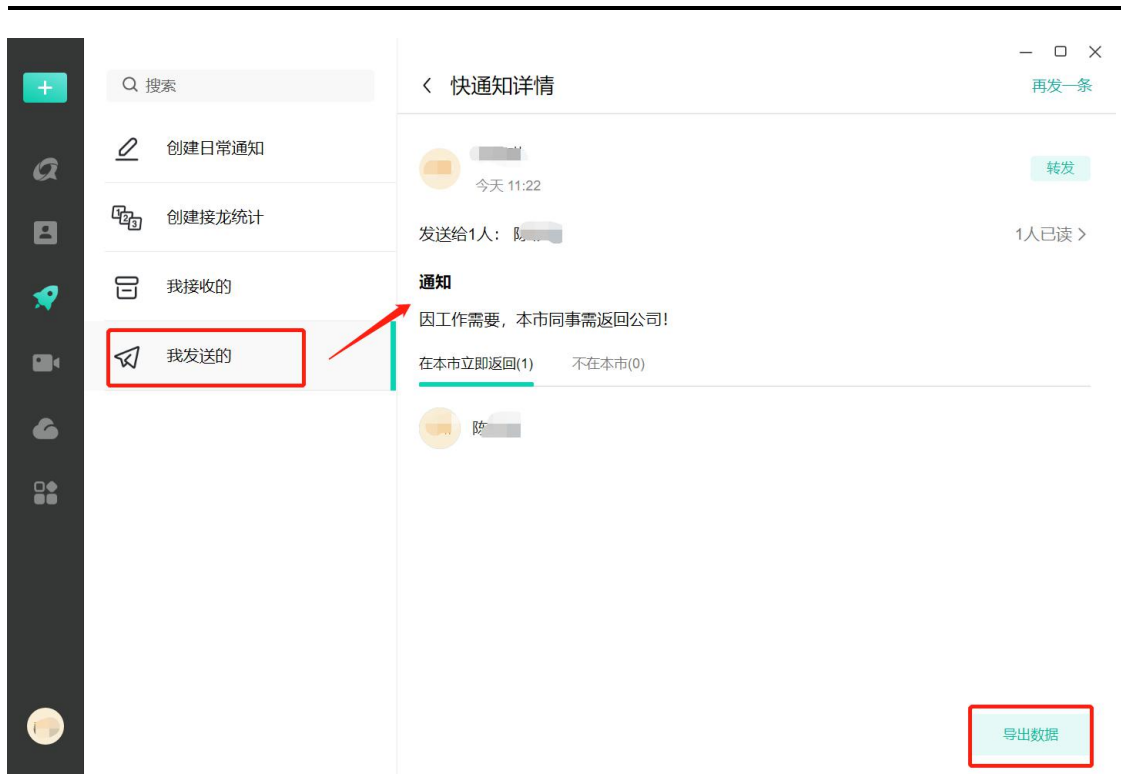 搜索
创建日常通知
创建接龙统计
我接收的
我发送的
快通知详情
再发一条
今天 11:22
转发
发送给1人：陈
1人已读
通知
因工作需要，本市同事需返回公司！
在本市立即返回(1)
不在本市(0)
陈
导出数据